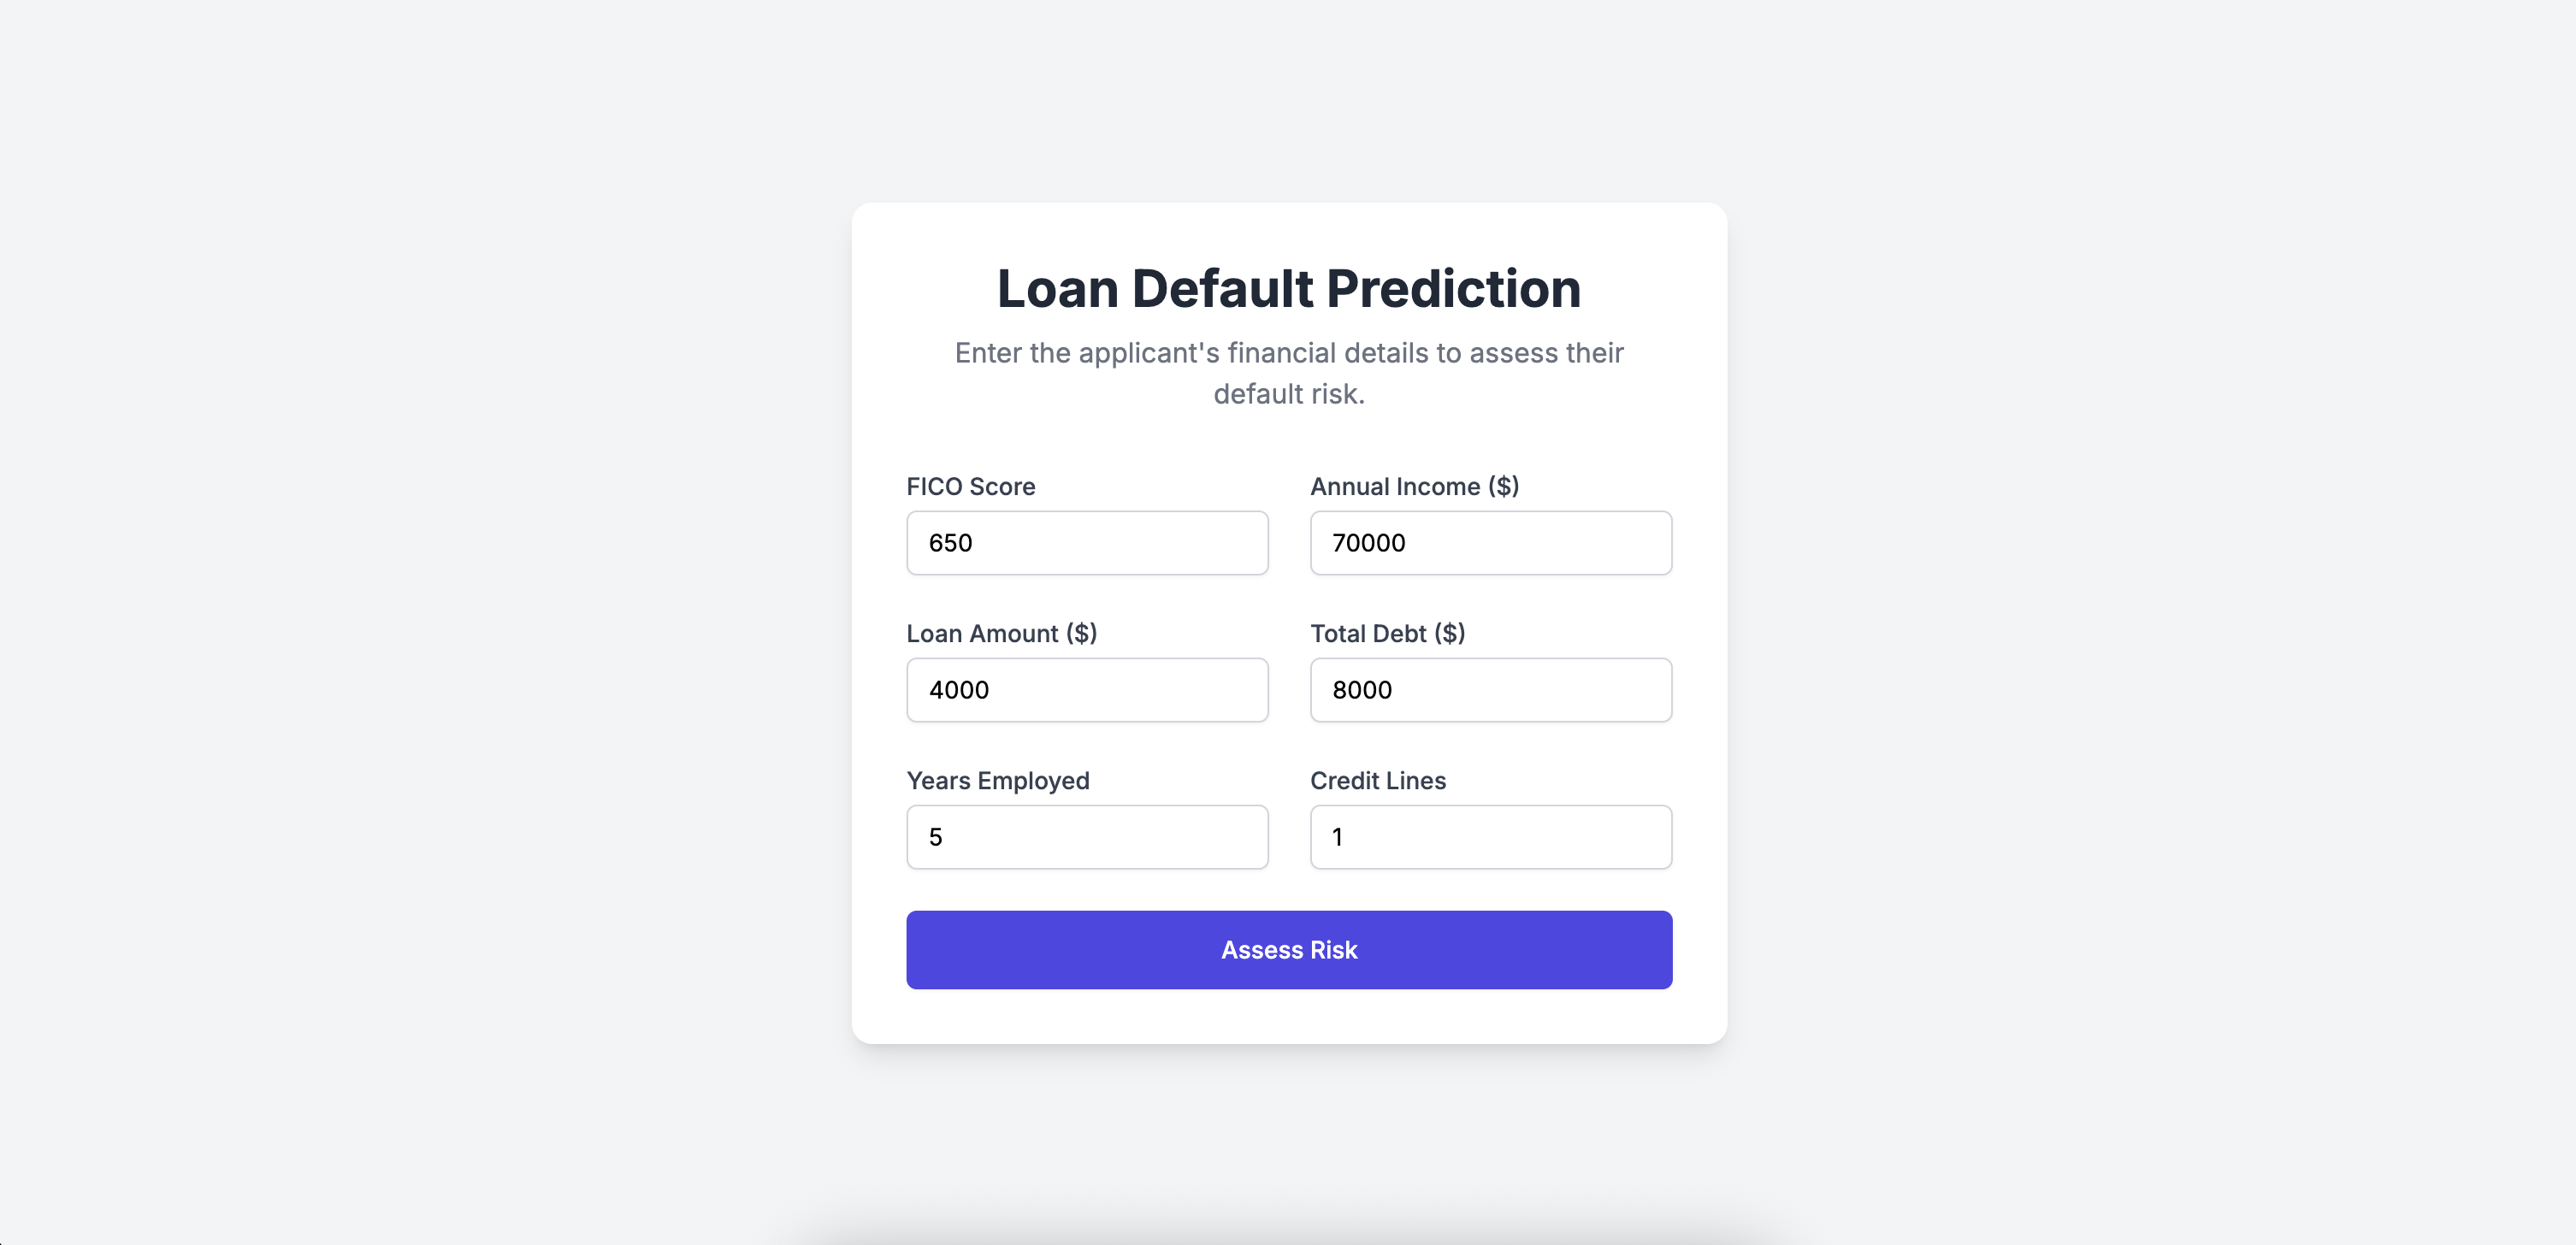 Loan Default Prediction
Enter the applicant's financial details to assess their
default risk.
FICO Score
Annual Income ($)
650
70000
Loan Amount ($)
Total Debt ($)
4000
8000
Years Employed
Credit Lines
5
1
Assess Risk